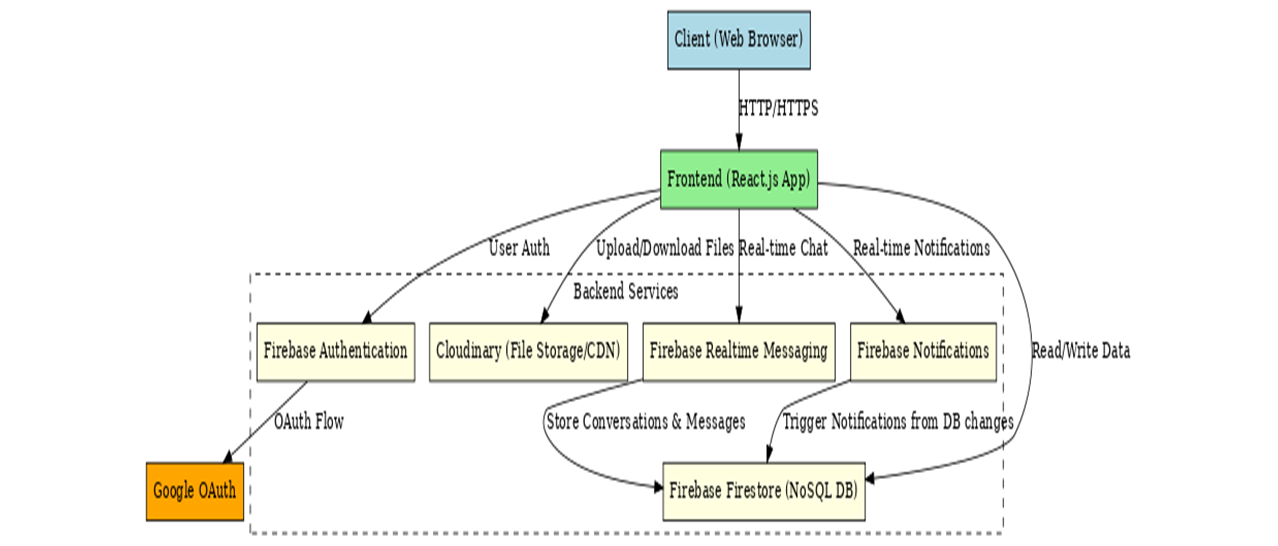 Client (Web Browser)
HTTP/HTTPS
Frontend (React.js App)
User Auth
Upload/Download Files
Real-time Chat
Real-time Notifications
Backend Services
Firebase Authentication
Cloudinary (File Storage/CDN)
Firebase Realtime Messaging
Firebase Notifications
Read/Write Data
OAuth Flow
Store Conversations & Messages
Trigger Notifications from DB changes
Google OAuth
Firebase Firestore (NoSQL DB)